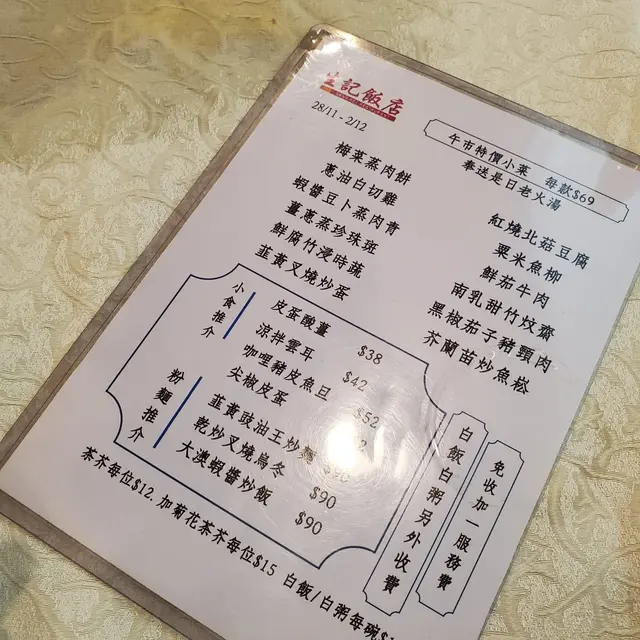 生記飯店
28/11 - 2/12
午市特價小菜 每款$69
奉送是日老火湯
梅菜蒸肉餅
蔥油白切雞
蝦醬豆卜蒸肉青
薑蔥蒸珍珠斑
鮮腐竹浸時蔬
韮黃叉燒炒蛋
紅燒北菇豆腐
粟米魚柳
鮮茄牛肉
南乳甜竹炆齋
黑椒茄子豬頸肉
芥蘭苗炒魚崧
小食推介
皮蛋酸薑 $38
涼拌雲耳 $42
咖哩豬皮魚旦 $52
尖椒皮蛋
粉麵推介
韮黃豉油王炒麵
乾炒叉燒烏冬 $90
大澳蝦醬炒飯 $90
白飯白粥另外收費
免收加一服務費
茶芥每位$12. 加菊花茶芥每位$15 白飯/白粥每碗